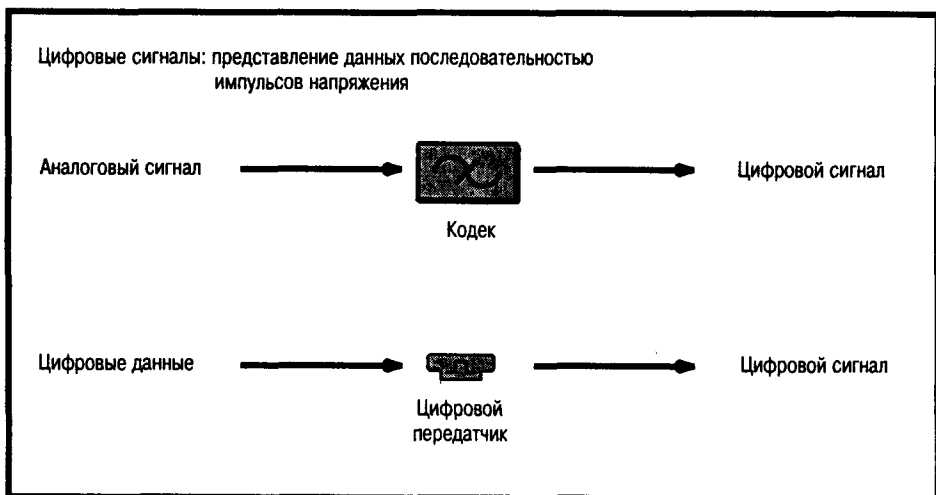 Цифровые сигналы: представление данных последовательностью
импульсов напряжения
Аналоговый сигнал
Цифровой сигнал
Кодек
Цифровые данные
Цифровой сигнал
Цифровой
передатчик